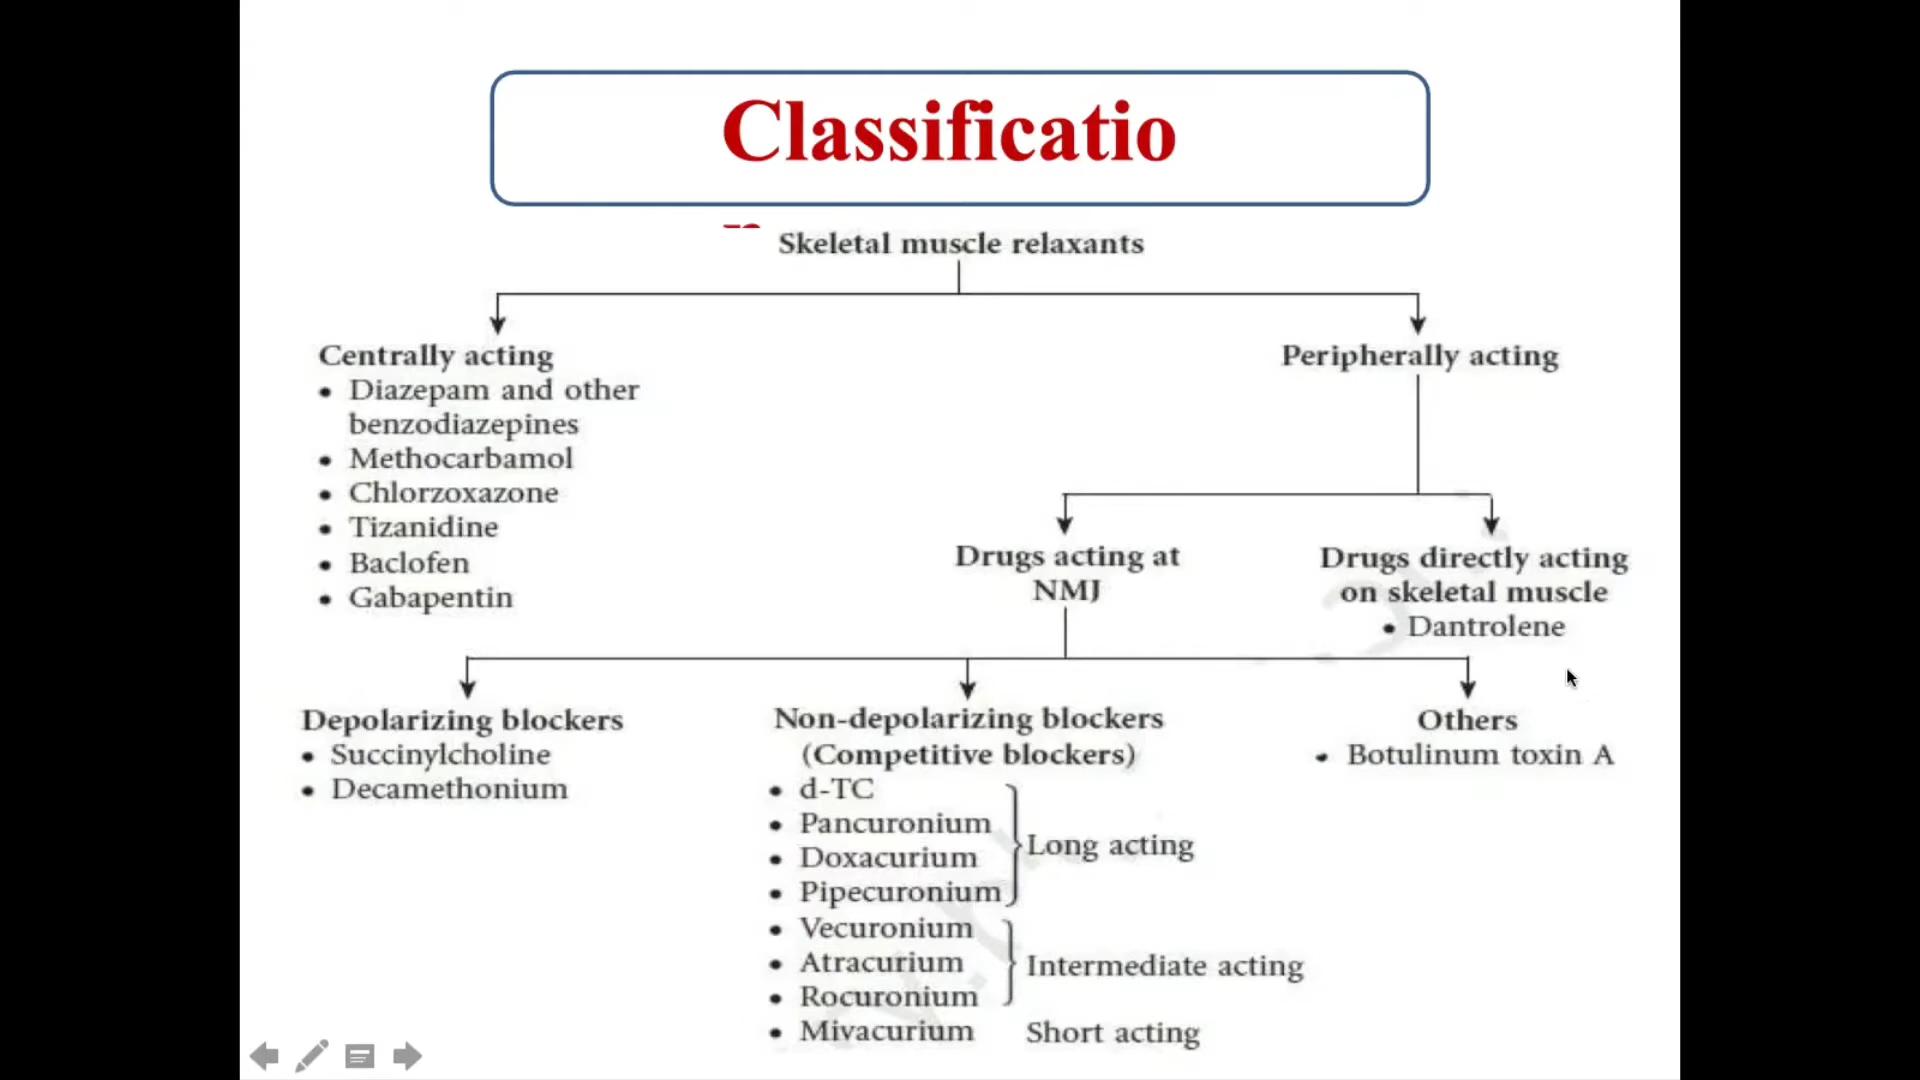 Classificatio
Skeletal muscle relaxants
Centrally acting
• Diazepam and other
benzodiazepines
• Methocarbamol
• Chlorzoxazone
• Tizanidine
• Baclofen
• Gabapentin
Peripherally acting
Drugs acting at
NMJ
Drugs directly acting
on skeletal muscle
• Dantrolene
Depolarizing blockers
• Succinylcholine
• Decamethonium
Non-depolarizing blockers
(Competitive blockers)
• d-TC
• Pancuronium
• Doxacurium
• Pipecuronium
Long acting
• Vecuronium
• Atracurium
• Rocuronium
Intermediate acting
• Mivacurium
Short acting
Others
• Botulinum toxin A